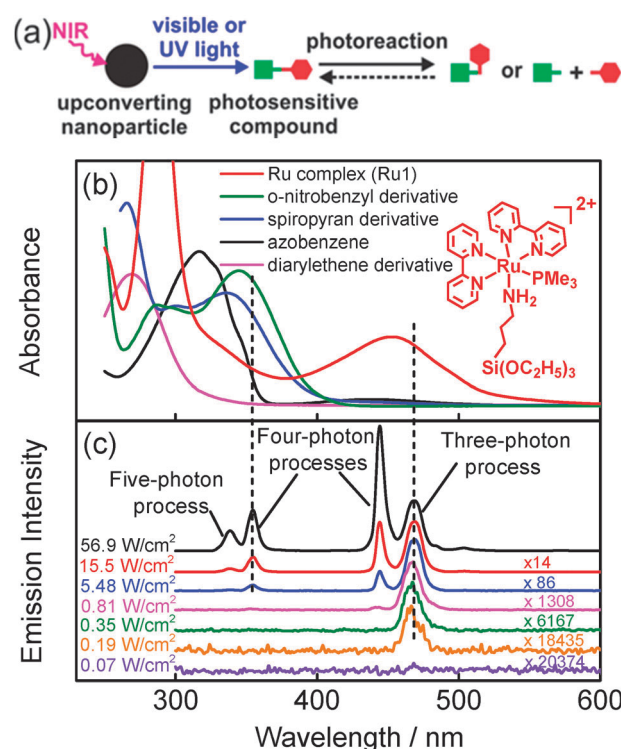 (a)
NIR
visible or
UV light
photoreaction
or
+
upconverting
nanoparticle
photosensitive
compound
(b)
Ru complex (Ru1)
o-nitrobenzyl derivative
spiropyran derivative
azobenzene
diarylethene derivative
2+
N
N
N
N
Ru
PMe3
NH2
Si(OC2H5)3
Absorbance
(c)
Five-photon
process
Four-photon
processes
Three-photon
process
56.9 W/cm2
15.5 W/cm2
x14
5.48 W/cm2
x 86
0.81 W/cm2
x 1308
0.35 W/cm2
x 6167
0.19 W/cm2
x 18435
0.07 W/cm2
x 20374
Emission Intensity
300 400 500 600
Wavelength / nm